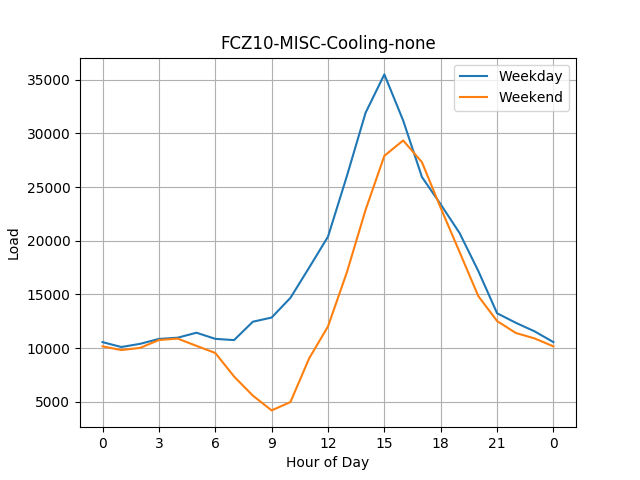 FCZ10-MISC-Cooling-none
Weekday
Weekend
35000
30000
25000
20000
15000
10000
5000
Load
0 3 6 9 12 15 18 21 0
Hour of Day